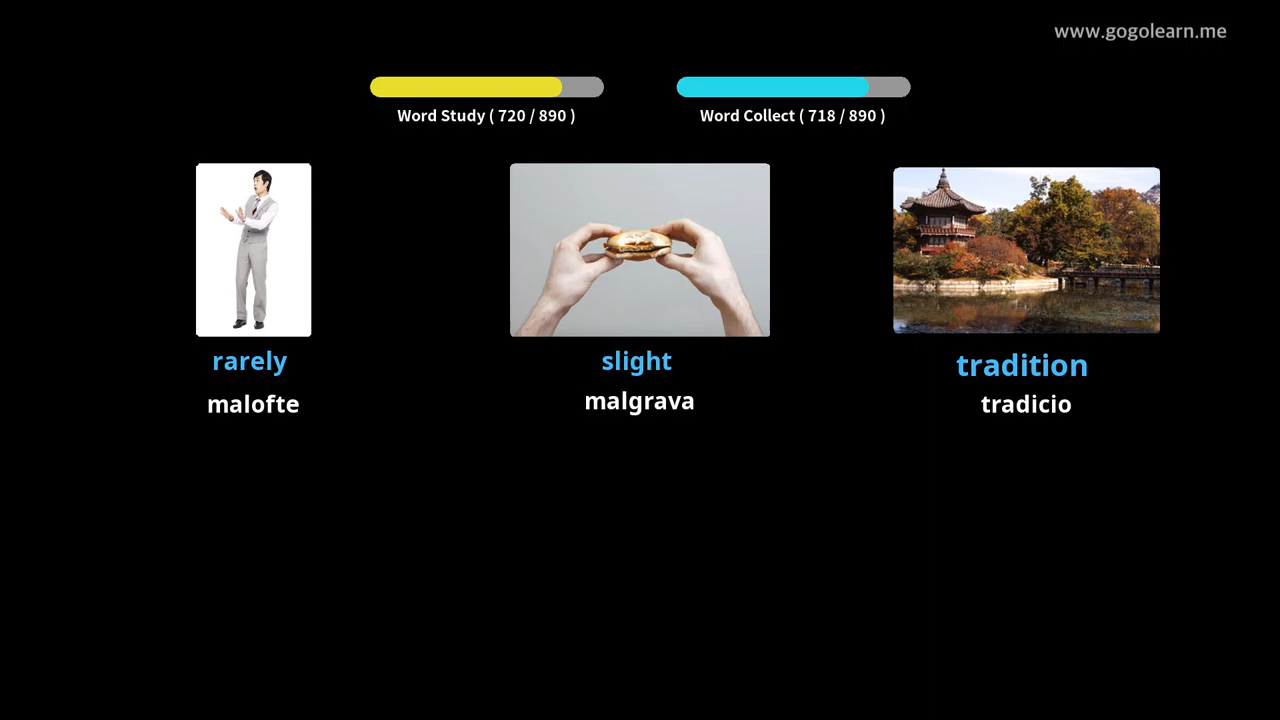 www.gogolearn.me
Word Study ( 720 / 890 )
Word Collect ( 718 / 890 )
rarely
malofte
slight
malgrava
tradition
tradicio